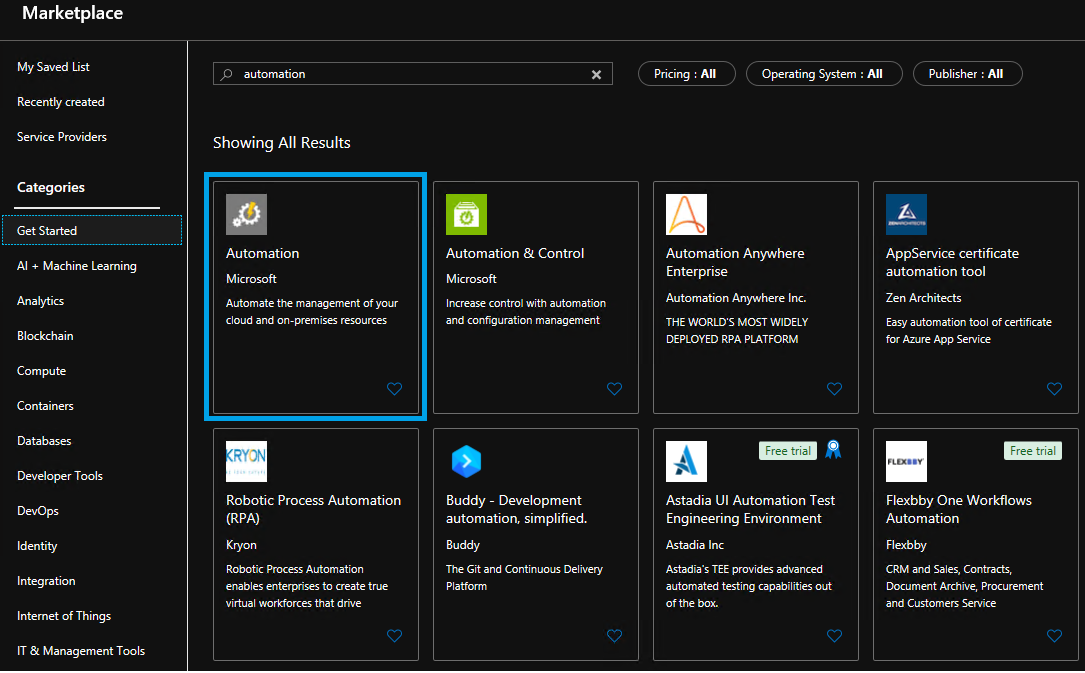 Marketplace
My Saved List
Recently created
Service Providers
Categories
Get Started
AI + Machine Learning
Analytics
Blockchain
Compute
Containers
Databases
Developer Tools
DevOps
Identity
Integration
Internet of Things
IT & Management Tools
automation
Pricing : All
Operating System : All
Publisher : All
Showing All Results
Automation
Microsoft
Automate the management of your
cloud and on-premises resources
Automation & Control
Microsoft
Increase control with automation
and configuration management
Automation Anywhere
Enterprise
Automation Anywhere Inc.
THE WORLD'S MOST WIDELY
DEPLOYED RPA PLATFORM
ZENARCHITECTS
AppService certificate
automation tool
Zen Architects
Easy automation tool of certificate
for Azure App Service
KRYON
Robotic Process Automation
(RPA)
Kryon
Robotic Process Automation
enables enterprises to create true
virtual workforces that drive
Buddy - Development
automation, simplified.
Buddy
The Git and Continuous Delivery
Platform
Free trial
Astadia UI Automation Test
Engineering Environment
Astadia Inc
Astadia's TEE provides advanced
automated testing capabilities out
of the box.
FLEXBBY
Free trial
Flexbby One Workflows
Automation
Flexbby
CRM and Sales, Contracts,
Document Archive, Procurement
and Customers Service